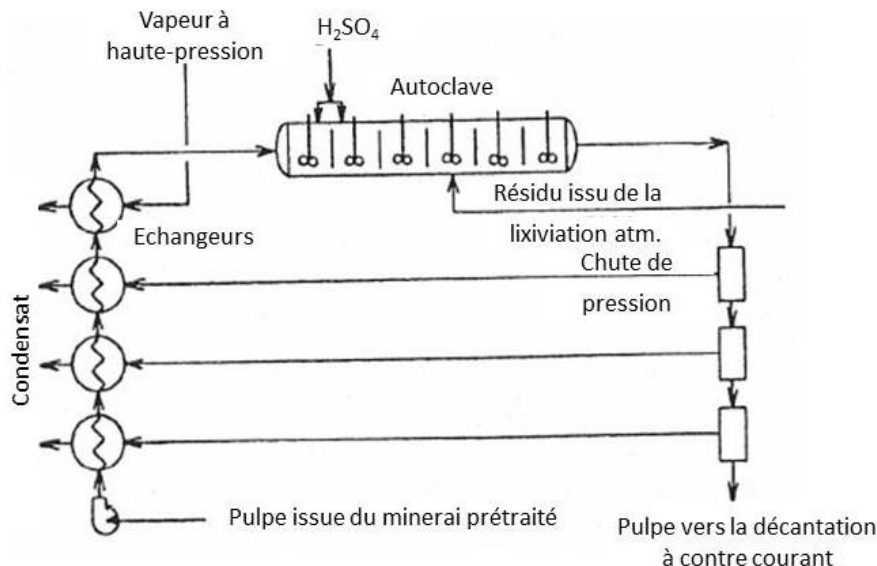 Vapeur à
haute-pression
H₂SO₄
Autoclave
Résidu issu de la
lixiviation atm.
Echangeurs
Chute de
pression
Condensat
Pulpe issue du minerai prétraité
Pulpe vers la décantation
à contre courant